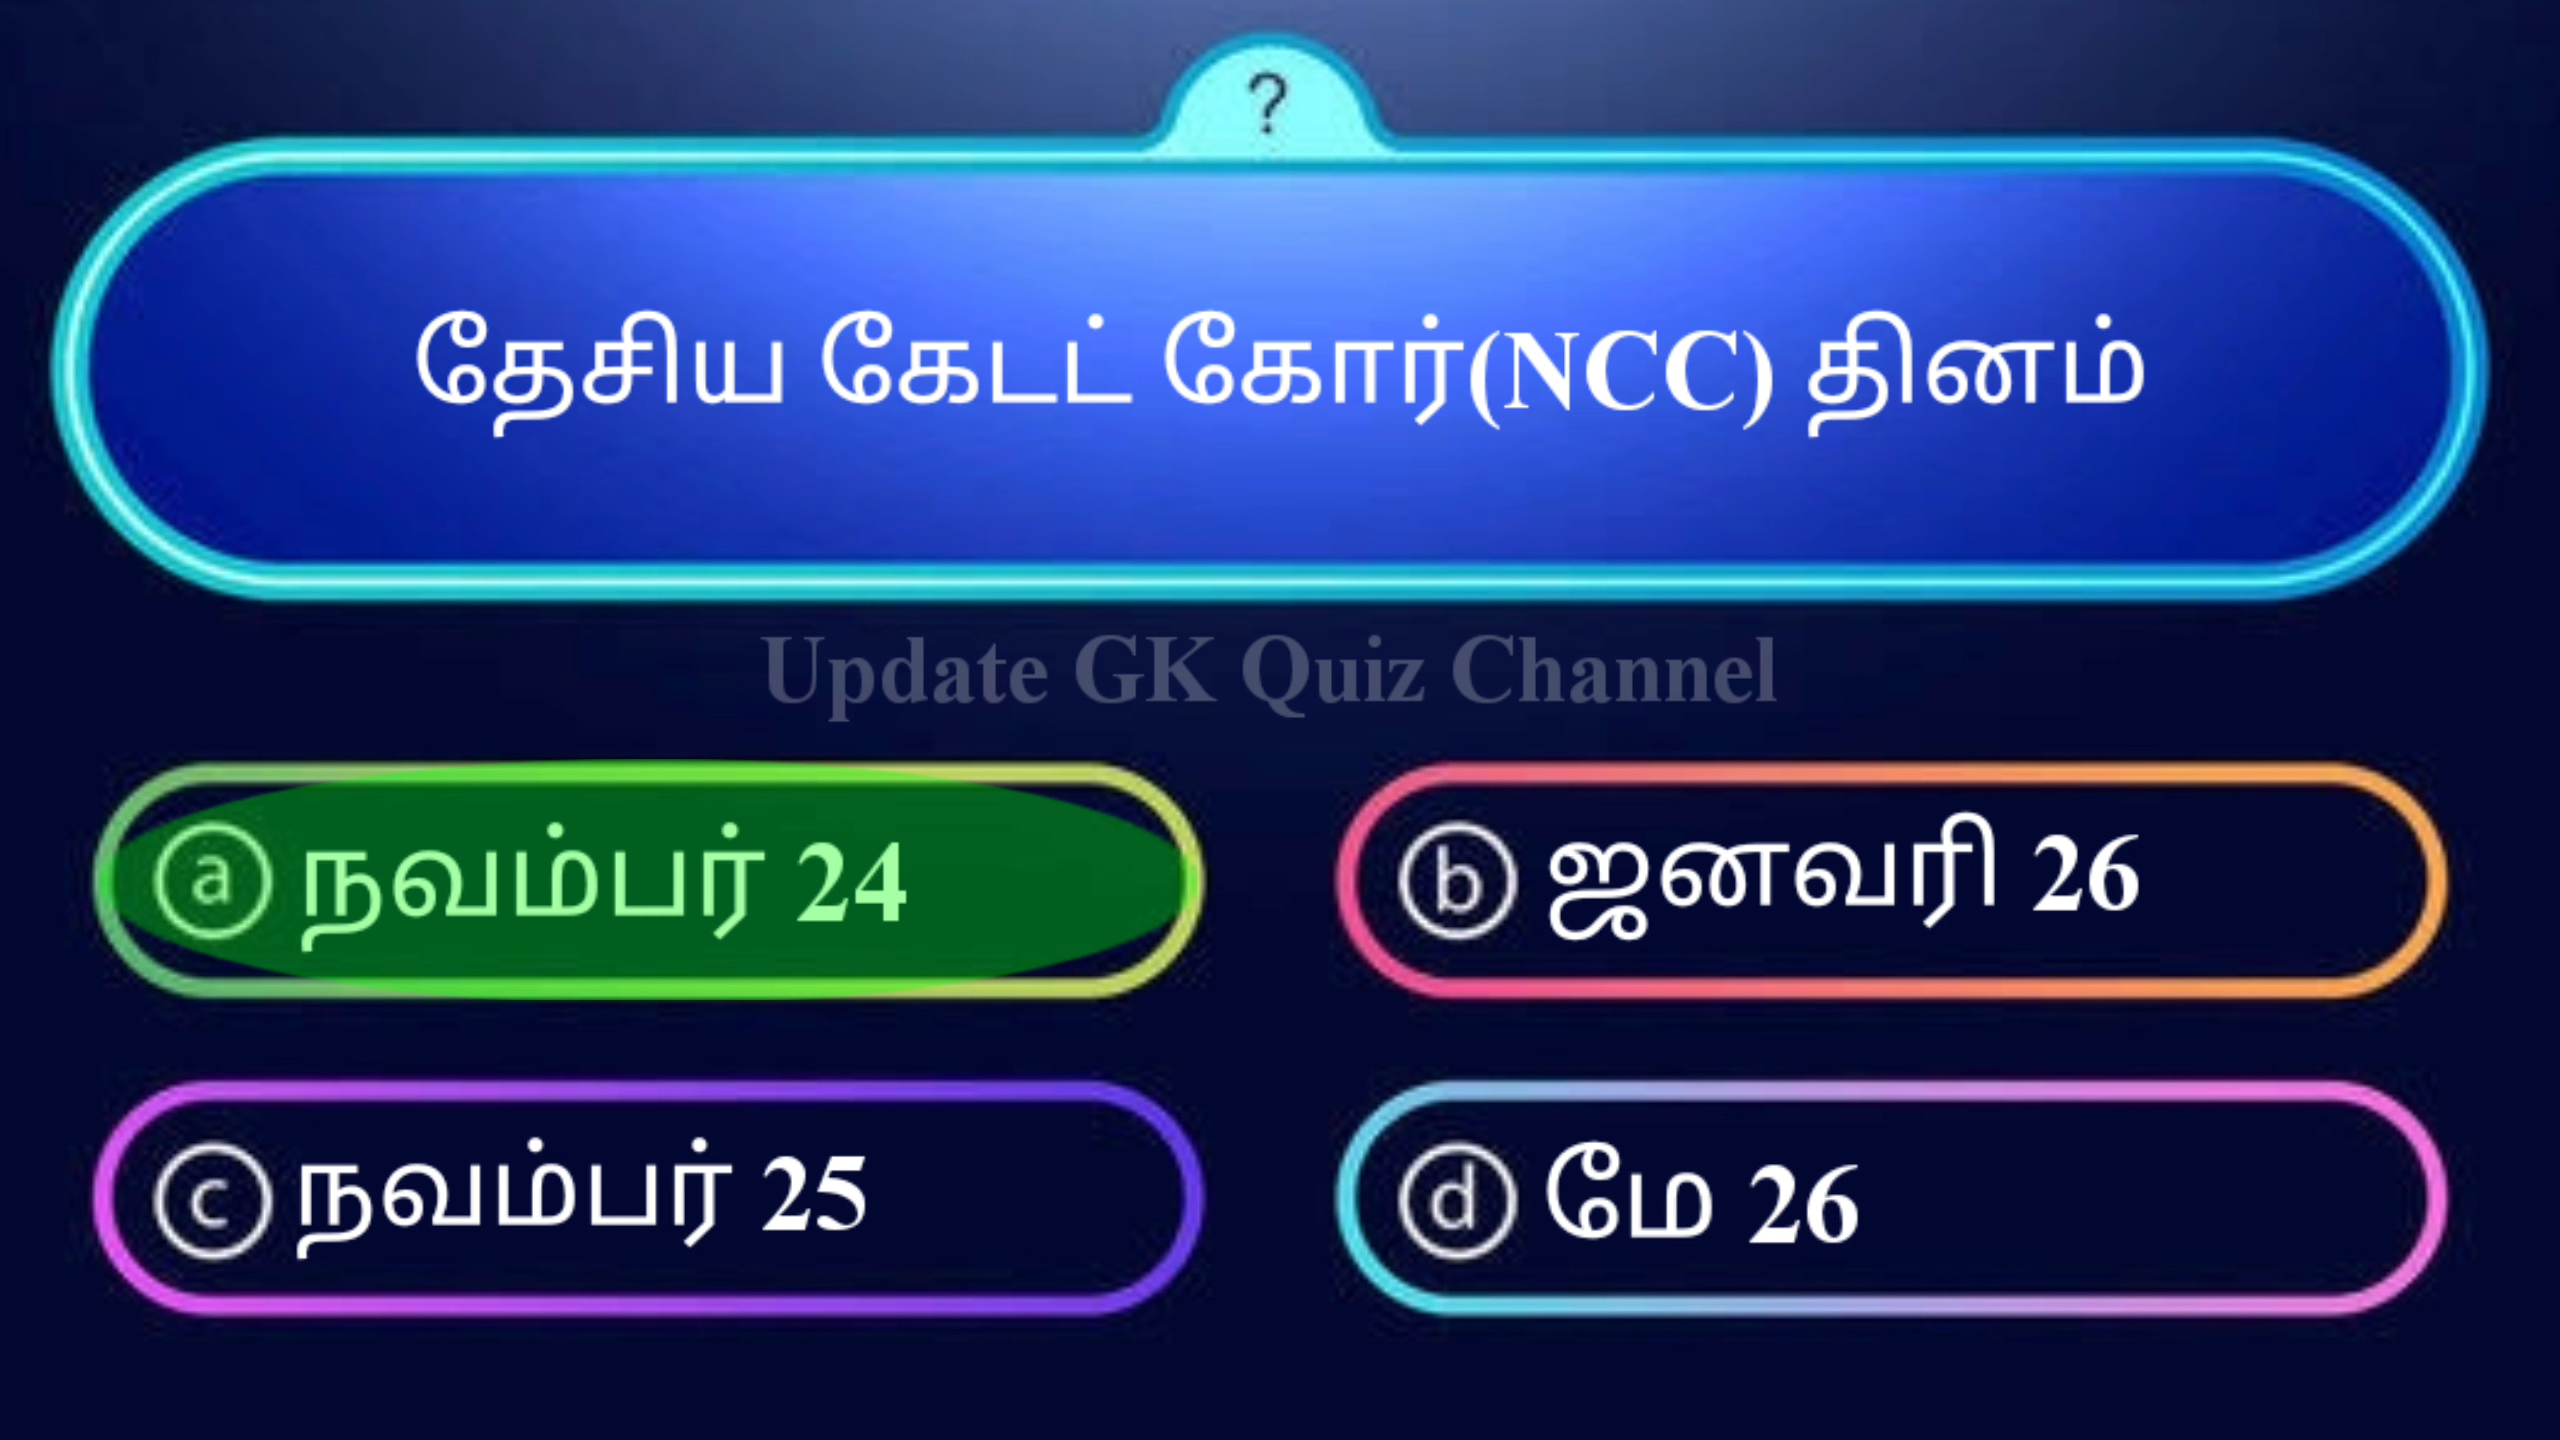 ?
தேசிய கேடட் கோர்(NCC) தினம்
Update GK Quiz Channel
a நவம்பர் 24
b ஜனவரி 26
c நவம்பர் 25
d மே 26